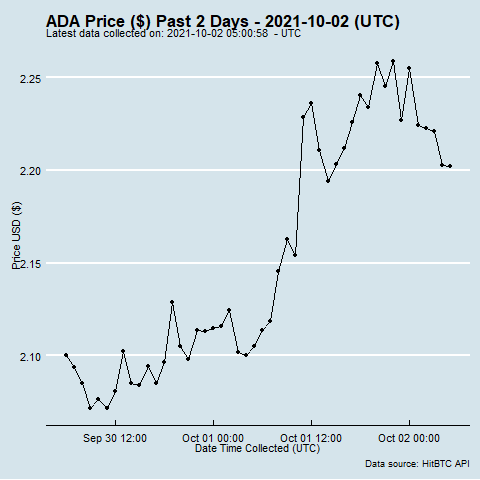 ADA Price ($) Past 2 Days - 2021-10-02 (UTC)
Latest data collected on: 2021-10-02 05:00:58 - UTC
2.25
2.20
2.15
2.10
Price USD ($)
Sep 30 12:00 Oct 01 00:00 Oct 01 12:00 Oct 02 00:00
Date Time Collected (UTC)
Data source: HitBTC API